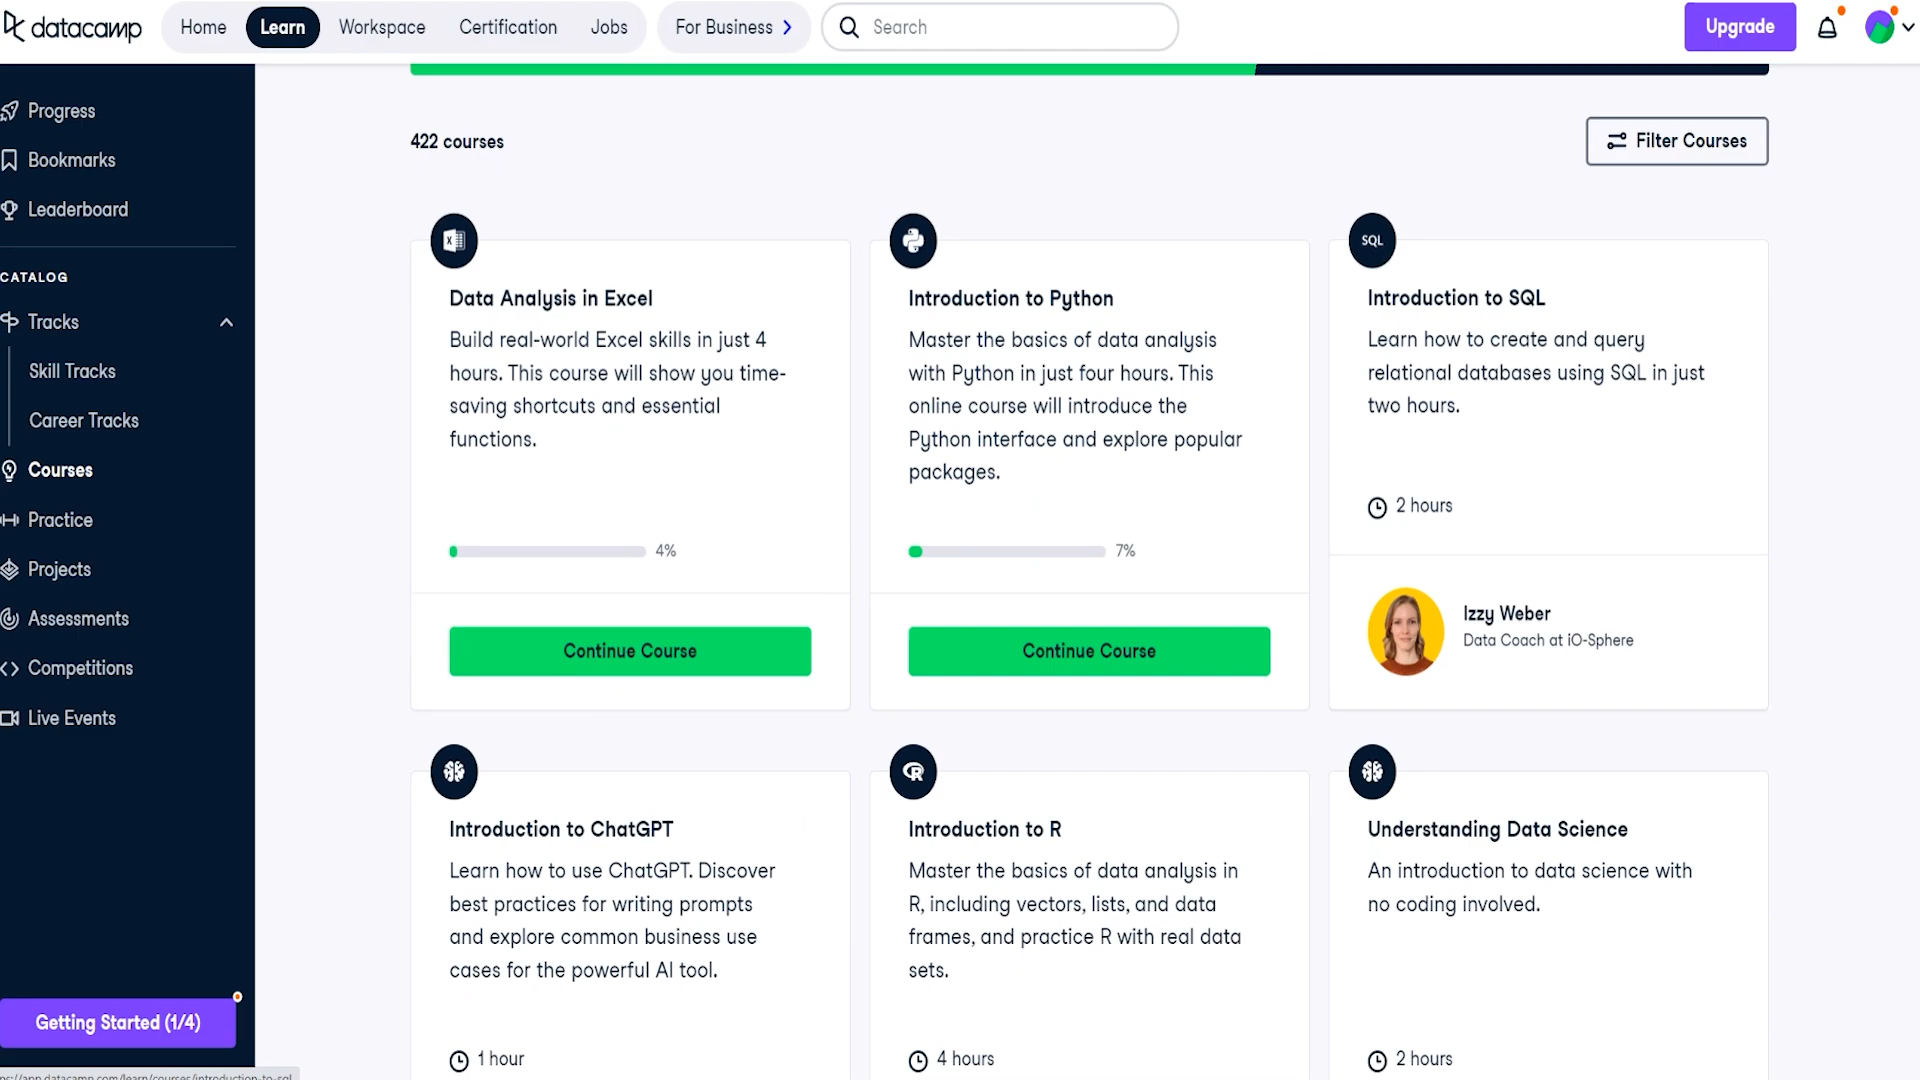 datacamp
Home
Learn
Workspace
Certification
Jobs
For Business
Search
Upgrade
Progress
Bookmarks
Leaderboard
CATALOG
Tracks
Skill Tracks
Career Tracks
Courses
Practice
Projects
Assessments
Competitions
Live Events
Getting Started (1/4)
422 courses
Filter Courses
Data Analysis in Excel
Build real-world Excel skills in just 4
hours. This course will show you time-
saving shortcuts and essential
functions.
4%
Continue Course
Introduction to Python
Master the basics of data analysis
with Python in just four hours. This
online course will introduce the
Python interface and explore popular
packages.
7%
Continue Course
SQL
Introduction to SQL
Learn how to create and query
relational databases using SQL in just
two hours.
2 hours
Izzy Weber
Data Coach at iO-Sphere
Introduction to ChatGPT
Learn how to use ChatGPT. Discover
best practices for writing prompts
and explore common business use
cases for the powerful AI tool.
1 hour
Introduction to R
Master the basics of data analysis in
R, including vectors, lists, and data
frames, and practice R with real data
sets.
4 hours
Understanding Data Science
An introduction to data science with
no coding involved.
2 hours
ps://app.datacamp.com/learn/courses/introduction-to-sql